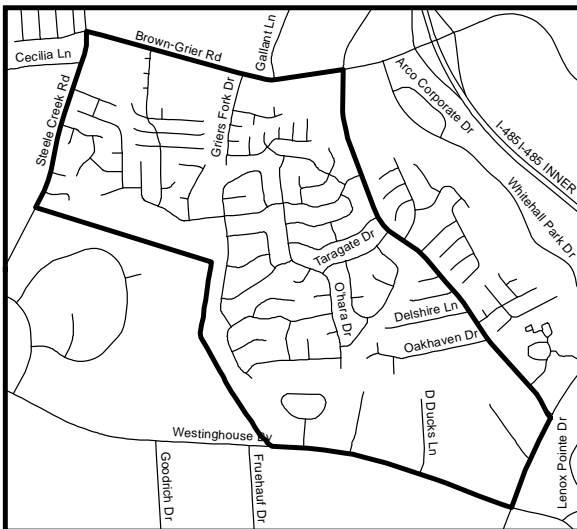 Gallant Ln
Brown-Grier Rd
Cecilia Ln
Steele Creek Rd
Griers Fork Dr
Arco Corporate Dr
I-485 I-485 INNER
Whitehall Park Dr
Taragate Dr
O'hara Dr
Delshire Ln
Oakhaven Dr
D Ducks Ln
Westinghouse Bv
Goodrich Dr
Fruehauf Dr
Lenox Pointe Dr